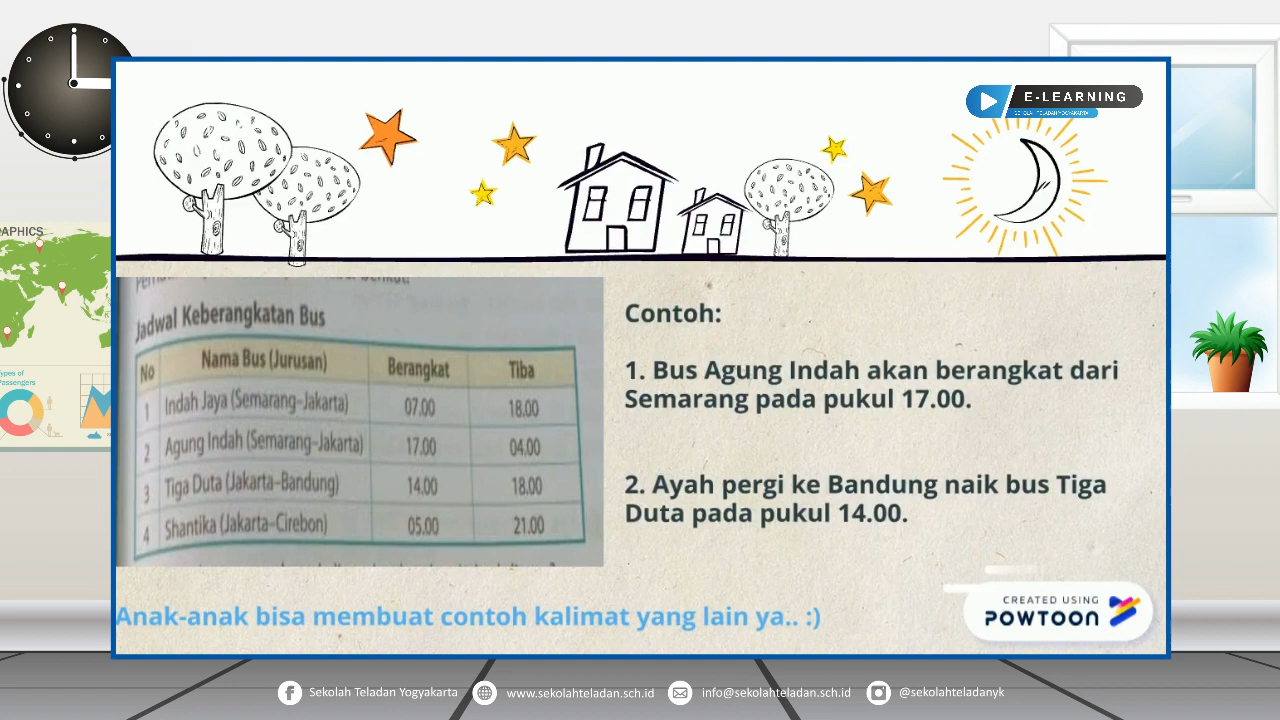 E-LEARNING
SEKOLAH TELADAN YOGYAKARTA
APHICS
Types of
Passengers
Jadwal Keberangkatan Bus
No Nama Bus (Jurusan) Berangkat Tiba
1 Indah Jaya (Semarang–Jakarta) 07.00 18.00
2 Agung Indah (Semarang–Jakarta) 17.00 04.00
3 Tiga Duta (Jakarta–Bandung) 14.00 18.00
4 Shantika (Jakarta–Cirebon) 05.00 21.00
Contoh:
1. Bus Agung Indah akan berangkat dari
Semarang pada pukul 17.00.
2. Ayah pergi ke Bandung naik bus Tiga
Duta pada pukul 14.00.
Anak-anak bisa membuat contoh kalimat yang lain ya.. :)
CREATED USING
POWTOON
Sekolah Teladan Yogyakarta www.sekolahteladan.sch.id info@sekolahteladan.sch.id @sekolahteladanyk